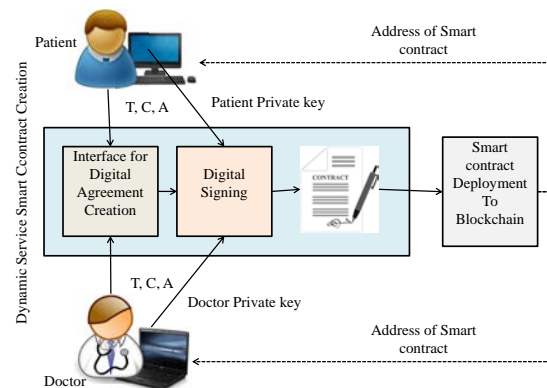 Patient
Address of Smart
contract
T, C, A
Patient Private key
Dynamic Service Smart Ccontract Creation
Interface for
Digital
Agreement
Creation
Digital
Signing
CONTRACT
Smart
contract
Deployment
To
Blockchain
T, C, A
Doctor Private key
Address of Smart
contract
Doctor